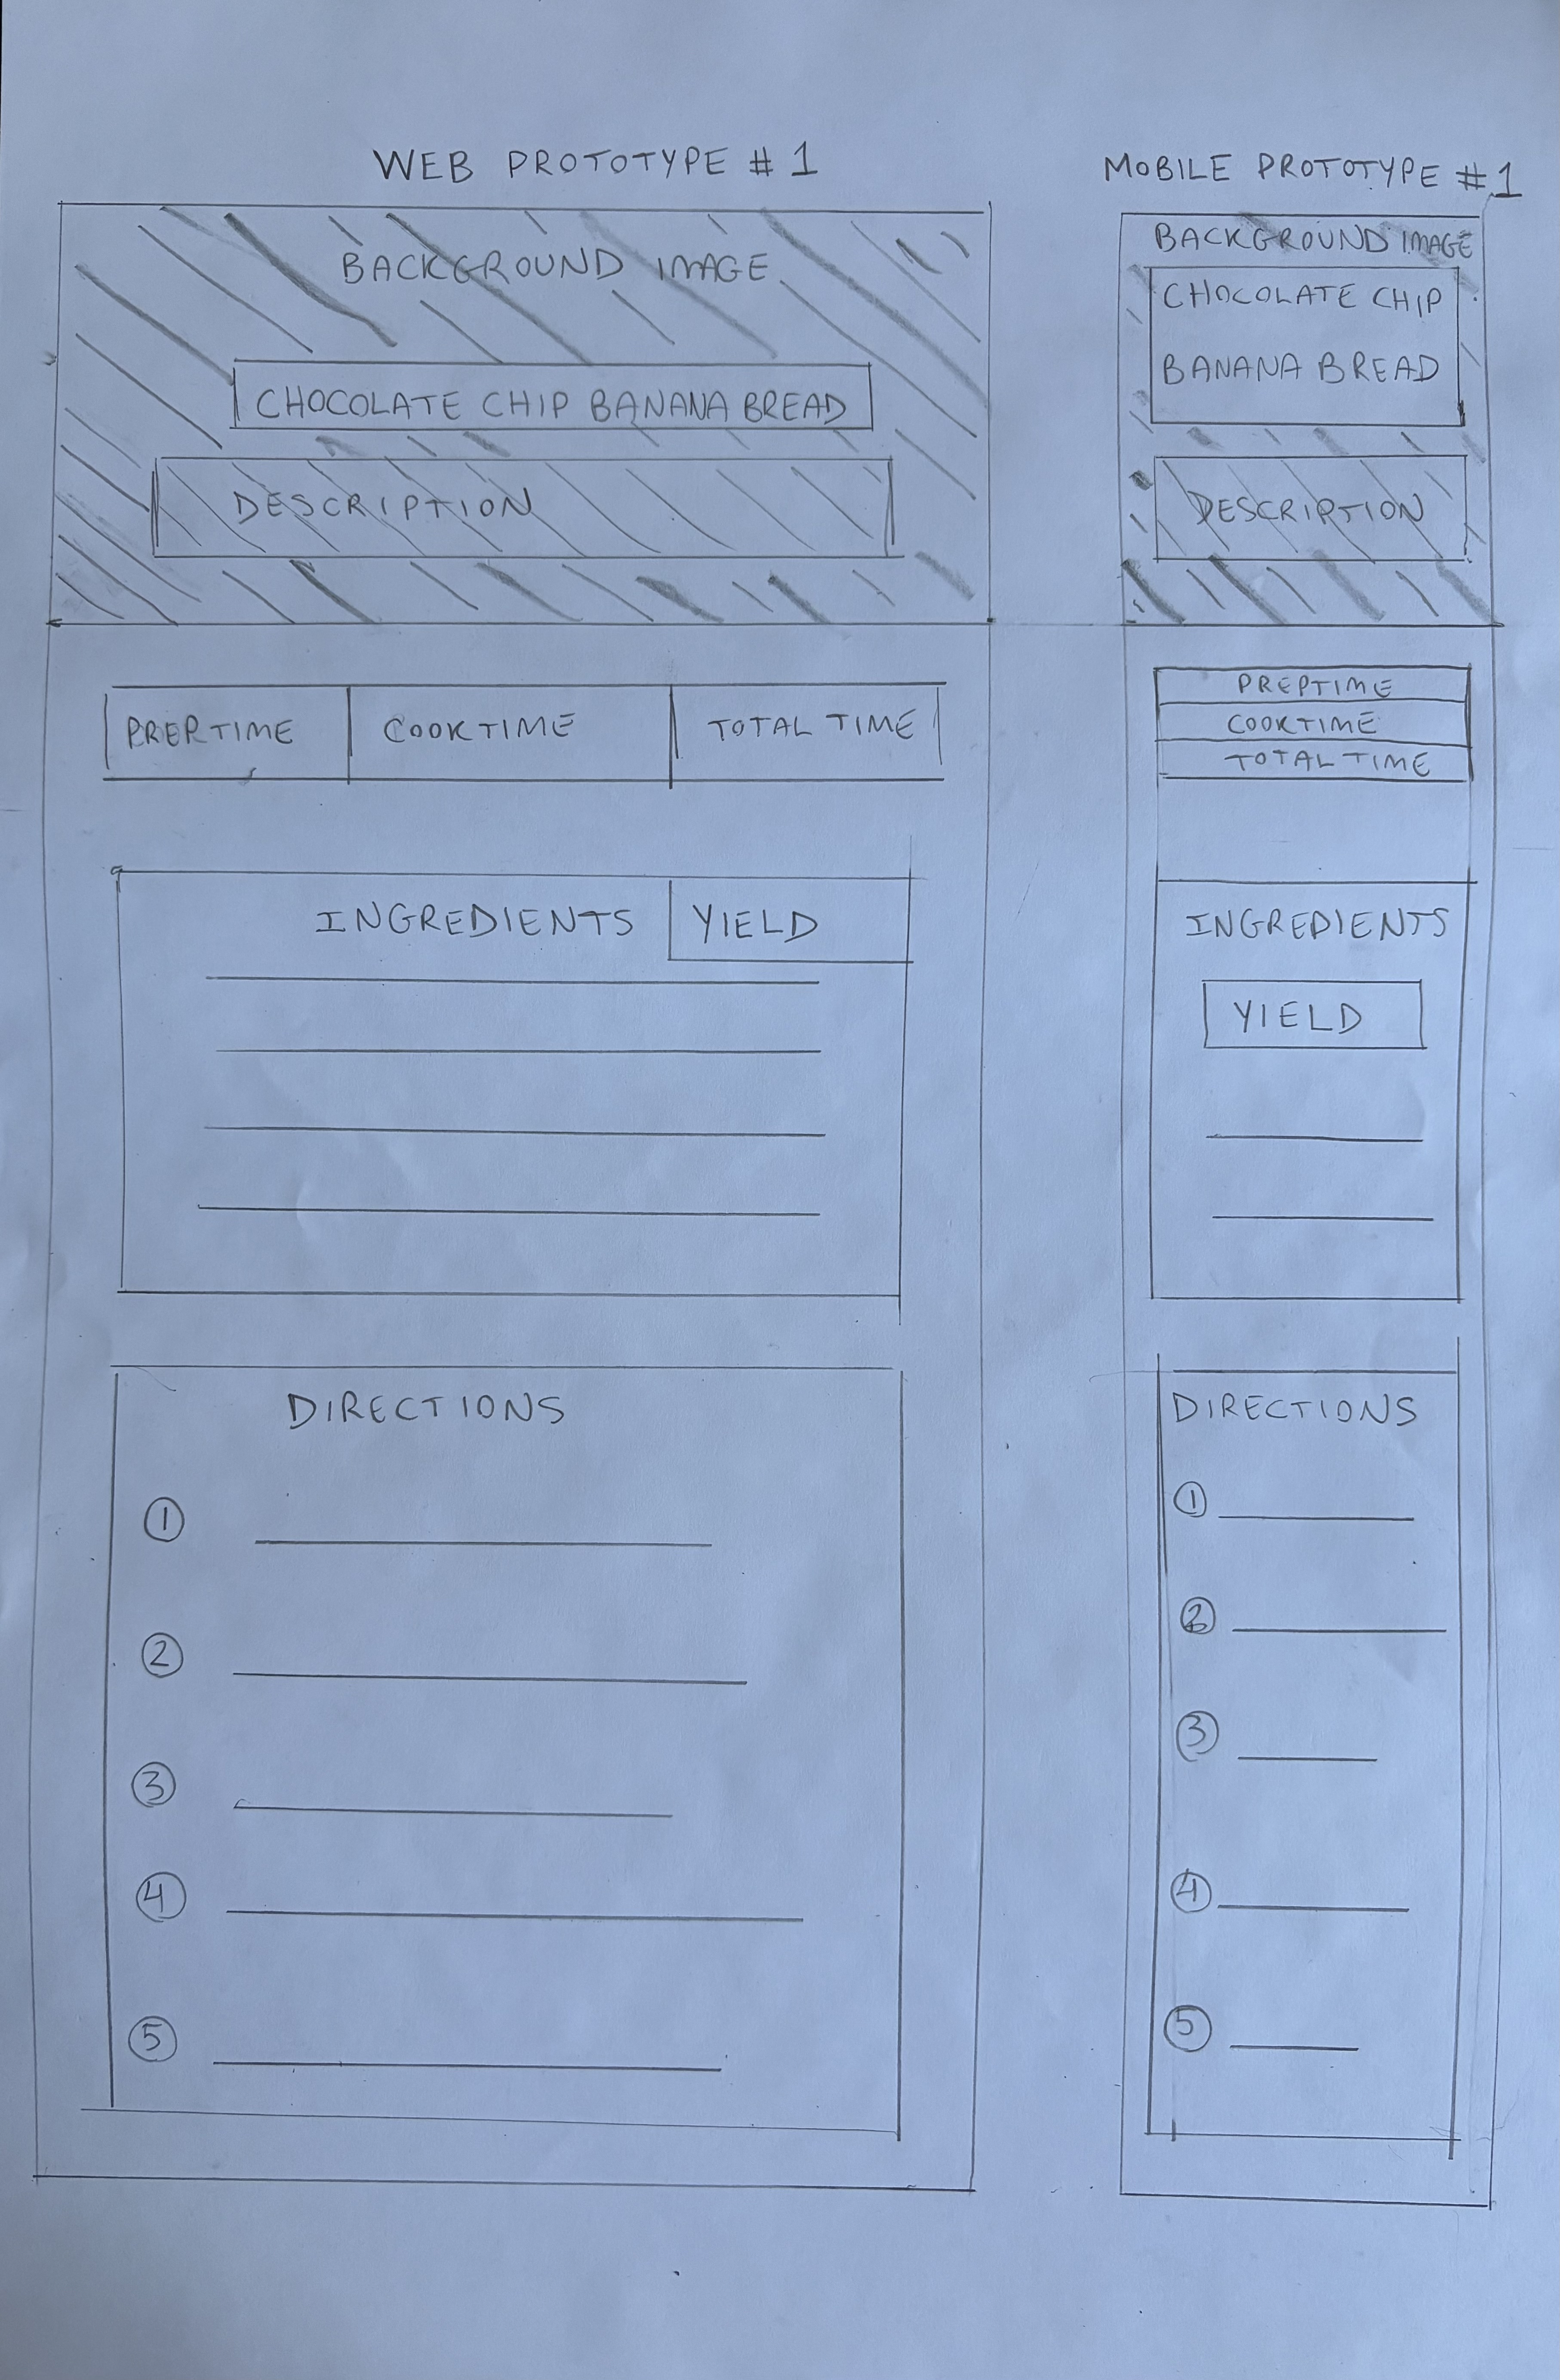 WEB PROTOTYPE #1
BACKGROUND IMAGE
CHOCOLATE CHIP BANANA BREAD
DESCRIPTION
PREPTIME
COOKTIME
TOTAL TIME
INGREDIENTS
YIELD
DIRECTIONS
1
2
3
4
5
MOBILE PROTOTYPE #1
BACKGROUND IMAGE
CHOCOLATE CHIP
BANANA BREAD
DESCRIPTION
PREPTIME
COOKTIME
TOTAL TIME
INGREDIENTS
YIELD
DIRECTIONS
1
2
3
4
5